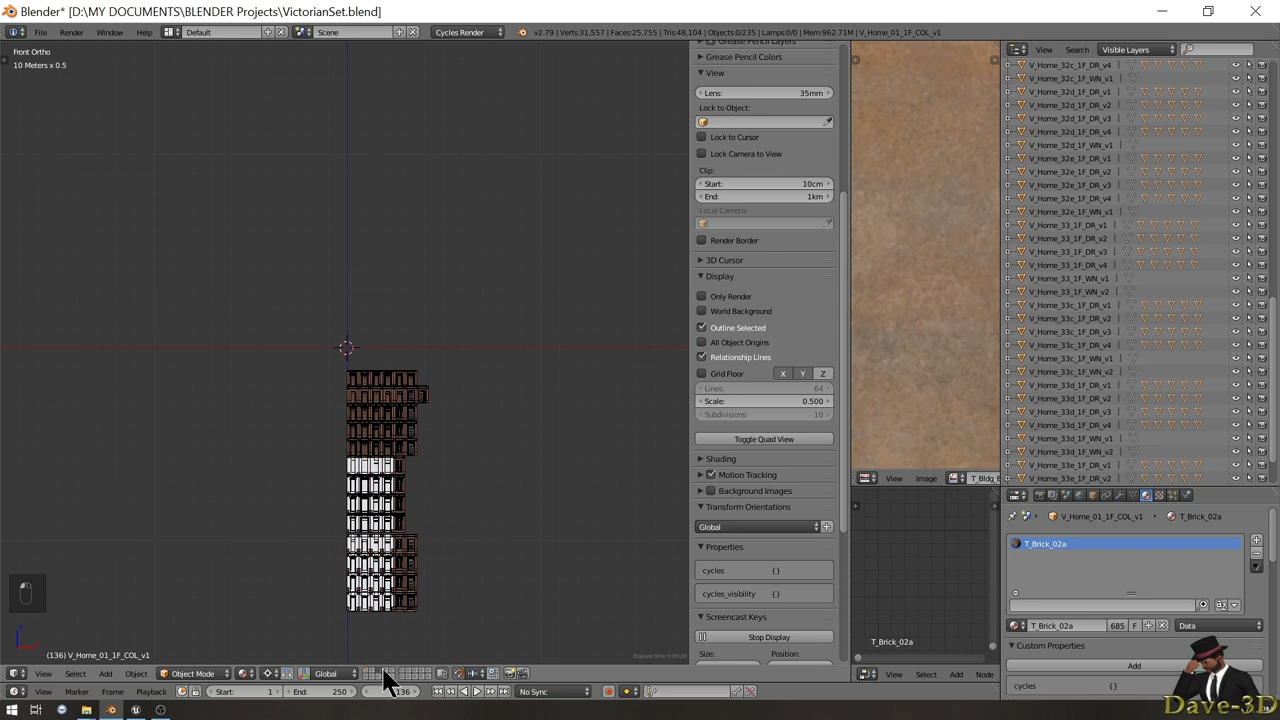 Blender* [D:\MY DOCUMENTS\BLENDER Projects\VictorianSet.blend]
File Render Window Help Default Scene Cycles Render v2.79 | Verts:31,557 | Faces:25,755 | Tris:48,104 | Objects:0/235 | Lamps:0/0 | Mem:962.71M | V_Home_01_1F_COL_v1
View Search Visible Layers
Front Ortho
10 Meters x 0.5
Grease Pencil Layers
Grease Pencil Colors
View
Lens: 35mm
Lock to Object:
Lock to Cursor
Lock Camera to View
Clip:
Start: 10cm
End: 1km
Local Camera:
Render Border
3D Cursor
Display
Only Render
World Background
Outline Selected
All Object Origins
Relationship Lines
Grid Floor X Y Z
Lines: 64
Scale: 0.500
Subdivisions: 10
Toggle Quad View
Shading
Motion Tracking
Background Images
Transform Orientations
Global
Properties
cycles {}
cycles_visibility {}
Screencast Keys
Stop Display
Size: Position:
V_Home_32c_1F_DR_v4
V_Home_32c_1F_WN_v1
V_Home_32d_1F_DR_v1
V_Home_32d_1F_DR_v2
V_Home_32d_1F_DR_v3
V_Home_32d_1F_DR_v4
V_Home_32d_1F_WN_v1
V_Home_32e_1F_DR_v1
V_Home_32e_1F_DR_v2
V_Home_32e_1F_DR_v3
V_Home_32e_1F_DR_v4
V_Home_32e_1F_WN_v1
V_Home_33_1F_DR_v1
V_Home_33_1F_DR_v2
V_Home_33_1F_DR_v3
V_Home_33_1F_DR_v4
V_Home_33_1F_WN_v1
V_Home_33_1F_WN_v2
V_Home_33c_1F_DR_v1
V_Home_33c_1F_DR_v2
V_Home_33c_1F_DR_v3
V_Home_33c_1F_DR_v4
V_Home_33c_1F_WN_v1
V_Home_33c_1F_WN_v2
V_Home_33d_1F_DR_v1
V_Home_33d_1F_DR_v2
V_Home_33d_1F_DR_v3
V_Home_33d_1F_DR_v4
V_Home_33d_1F_WN_v1
V_Home_33d_1F_WN_v2
V_Home_33e_1F_DR_v1
V_Home_33e_1F_DR_v2
View Image T_Bldg_B
V_Home_01_1F_COL_v1 T_Brick_02a
T_Brick_02a
T_Brick_02a 685 F Data
Custom Properties
Add
cycles {}
T_Brick_02a
(136) V_Home_01_1F_COL_v1
View Select Add Object Object Mode Global
View Select Add Node
View Marker Frame Playback Start: 1 End: 250 136 No Sync
Dave-3D